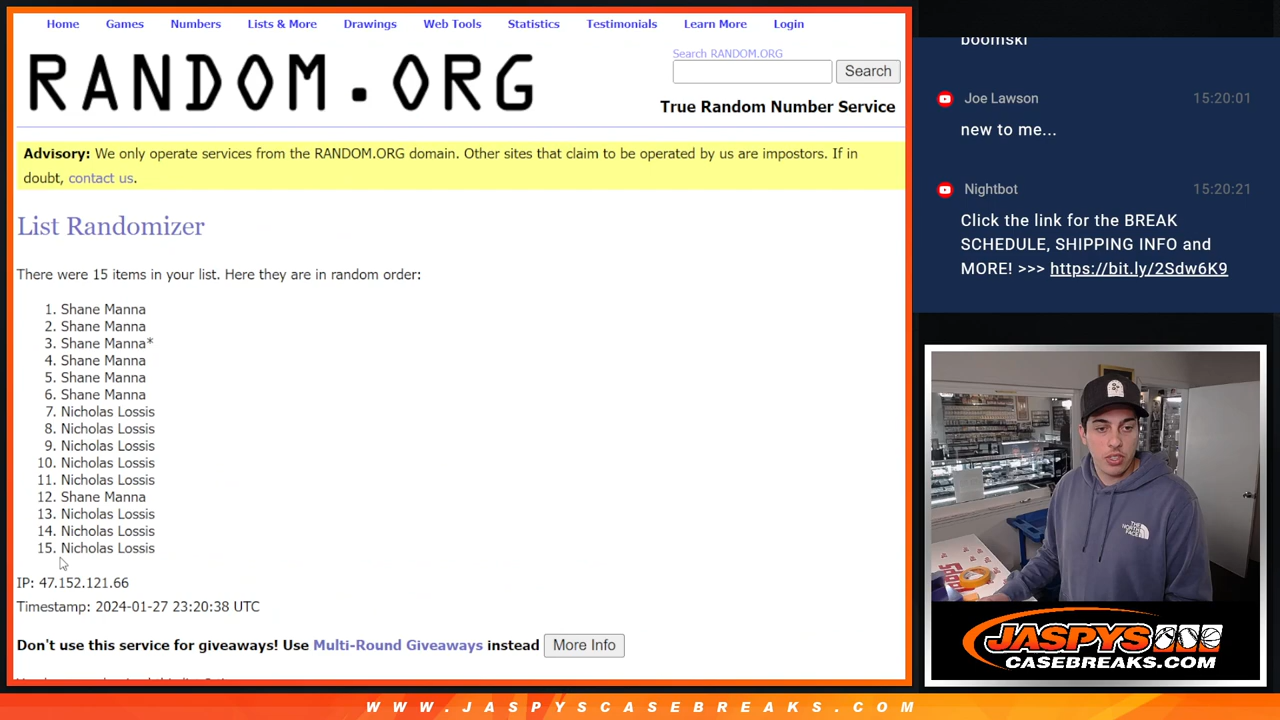 Home Games Numbers Lists & More Drawings Web Tools Statistics Testimonials Learn More Login
RANDOM.ORG
Search RANDOM.ORG
Search
True Random Number Service
Advisory: We only operate services from the RANDOM.ORG domain. Other sites that claim to be operated by us are impostors. If in
doubt, contact us.
List Randomizer
There were 15 items in your list. Here they are in random order:
1. Shane Manna
2. Shane Manna
3. Shane Manna*
4. Shane Manna
5. Shane Manna
6. Shane Manna
7. Nicholas Lossis
8. Nicholas Lossis
9. Nicholas Lossis
10. Nicholas Lossis
11. Nicholas Lossis
12. Shane Manna
13. Nicholas Lossis
14. Nicholas Lossis
15. Nicholas Lossis
IP: 47.152.121.66
Timestamp: 2024-01-27 23:20:38 UTC
Don't use this service for giveaways! Use Multi-Round Giveaways instead
More Info
boomski
Joe Lawson 15:20:01
new to me...
Nightbot 15:20:21
Click the link for the BREAK
SCHEDULE, SHIPPING INFO and
MORE! >>> https://bit.ly/2Sdw6K9
THE
NORTH
FACE
JASPYS
CASEBREAKS.COM
WWW.JASPYSCASEBREAKS.COM